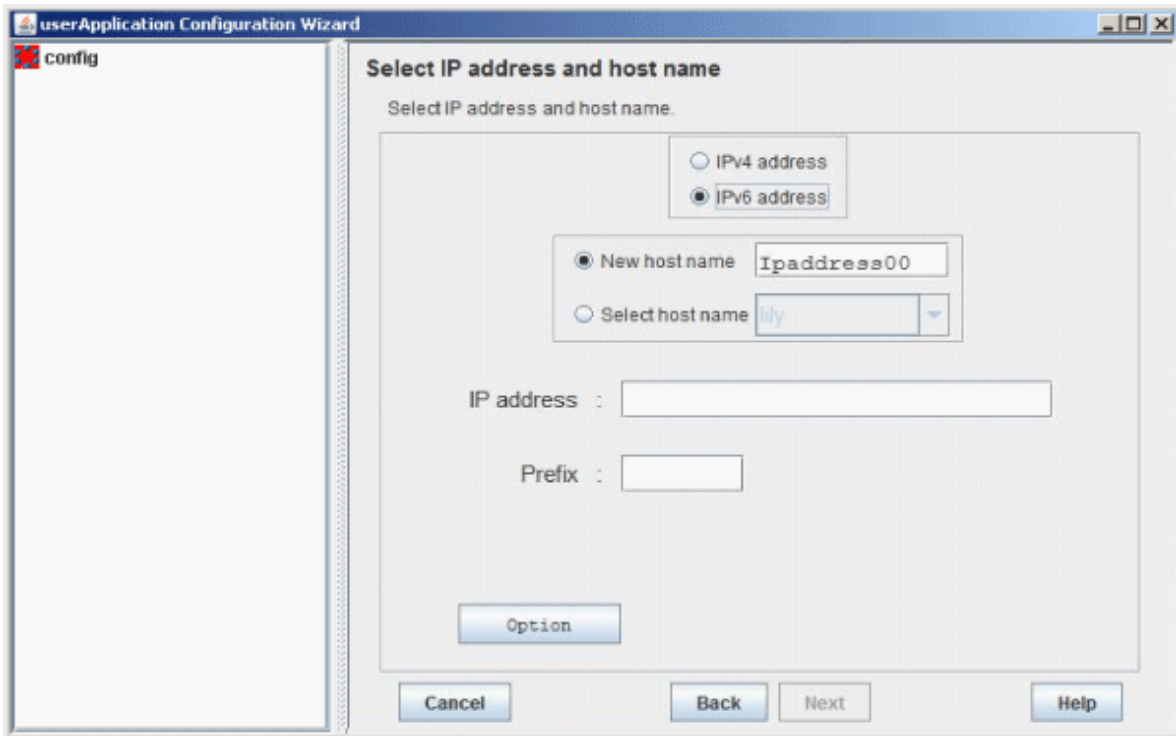 userApplication Configuration Wizard
config
Select IP address and host name
Select IP address and host name.
IPv4 address
IPv6 address
New host name Ipaddress00
Select host name lily
IP address :
Prefix :
Option
Cancel Back Next Help